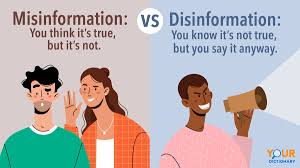 Misinformation:
You think it's true,
but it's not.
VS
Disinformation:
You know it's not true,
but you say it anyway.
YOUR
DICTIONARY